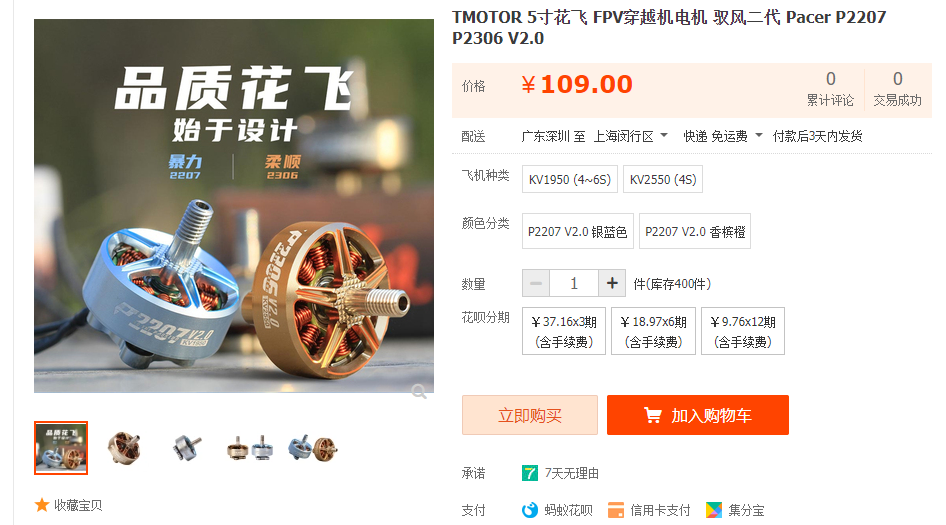 TMOTOR 5寸花飞 FPV穿越机电机 驭风二代 Pacer P2207
P2306 V2.0
品质花飞
始于设计
暴力
2207
柔顺
2306
P2207 V2.0
KV1950
P2306 V2.0
价格
￥109.00
0
累计评论
0
交易成功
配送
广东深圳 至 上海闵行区 快递 免运费 付款后3天内发货
飞机种类
KV1950 (4~6S)
KV2550 (4S)
颜色分类
P2207 V2.0 银蓝色
P2207 V2.0 香槟橙
数量
− 1 +
件(库存400件)
花呗分期
￥37.16x3期
(含手续费)
￥18.97x6期
(含手续费)
￥9.76x12期
(含手续费)
立即购买
加入购物车
收藏宝贝
承诺
7
7天无理由
支付
蚂蚁花呗
信用卡支付
集分宝